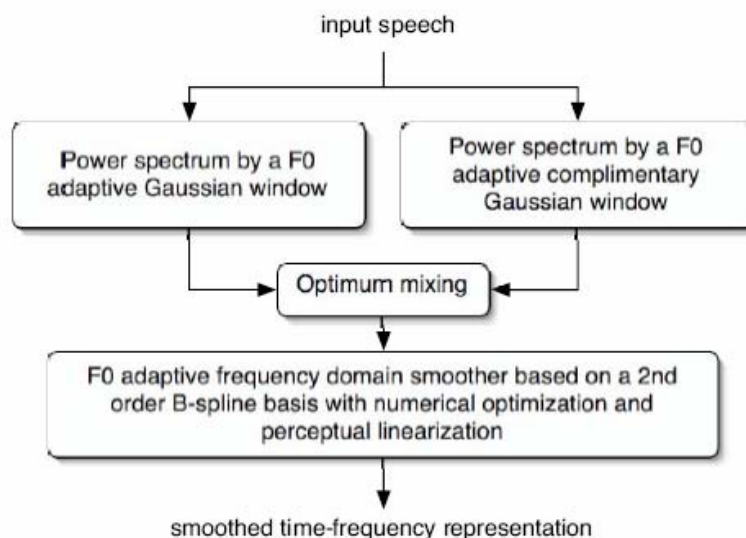 input speech
Power spectrum by a F0
adaptive Gaussian window
Power spectrum by a F0
adaptive complimentary
Gaussian window
Optimum mixing
F0 adaptive frequency domain smoother based on a 2nd
order B-spline basis with numerical optimization and
perceptual linearization
smoothed time-frequency representation